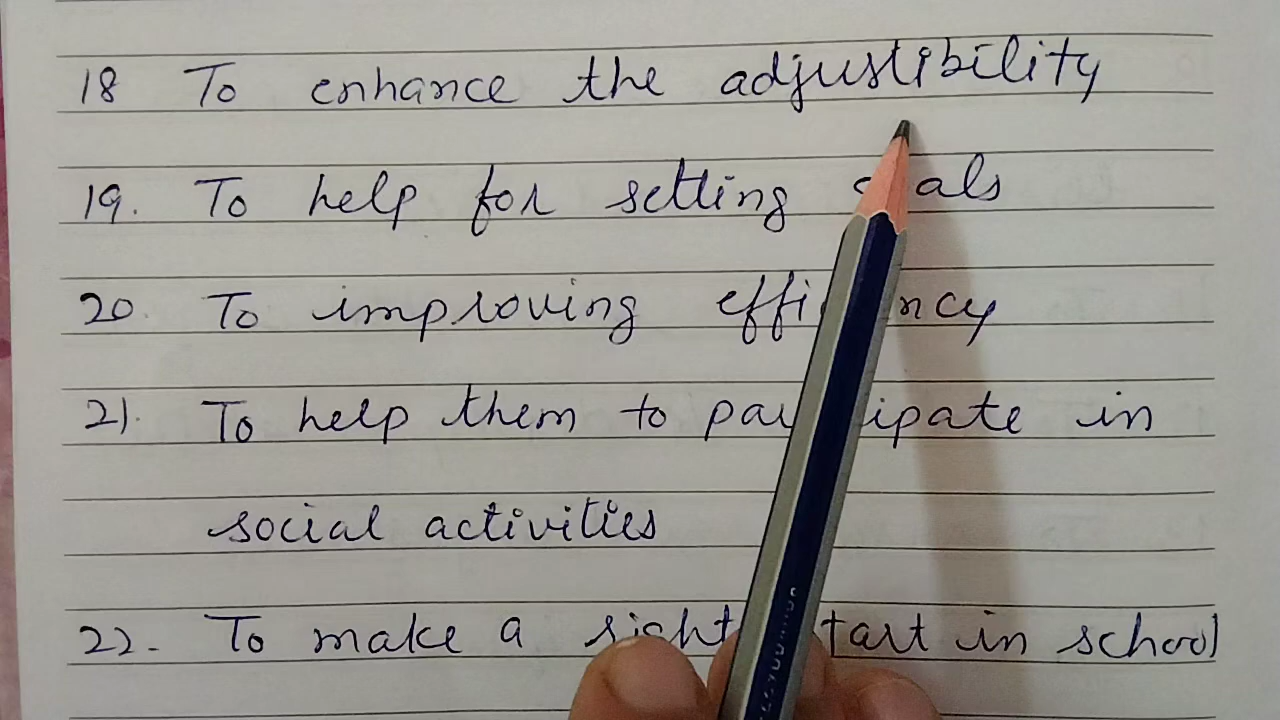 18 To enhance the adjustibility
19. To help for setting
20. To improving
21. To help them to in
social activities
22. To make a right in school